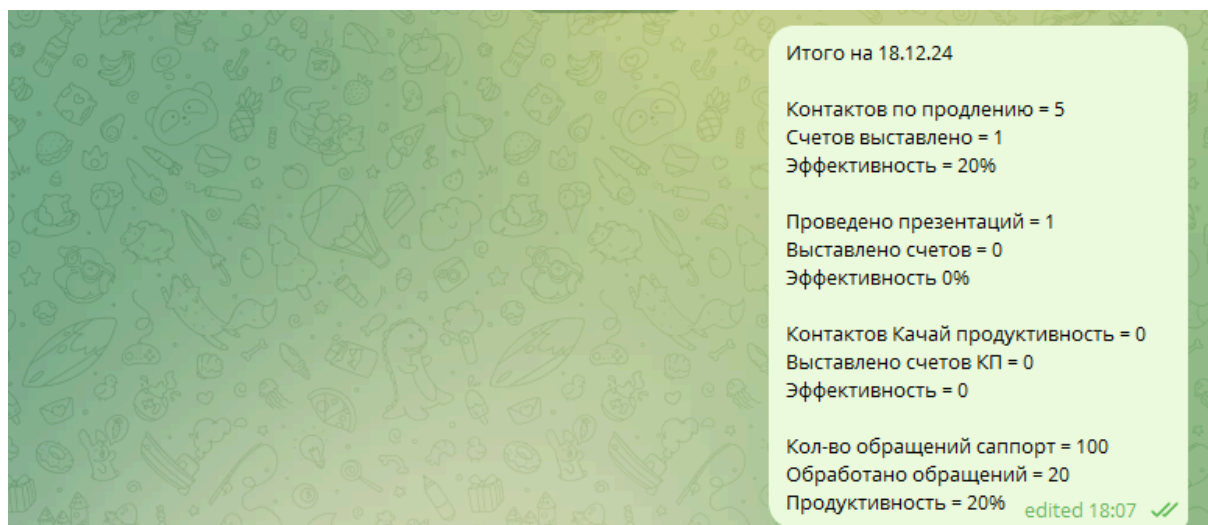 Итого на 18.12.24
Контактов по продлению = 5
Счетов выставлено = 1
Эффективность = 20%
Проведено презентаций = 1
Выставлено счетов = 0
Эффективность 0%
Контактов Качай продуктивность = 0
Выставлено счетов КП = 0
Эффективность = 0
Кол-во обращений саппорт = 100
Обработано обращений = 20
Продуктивность = 20% edited 18:07